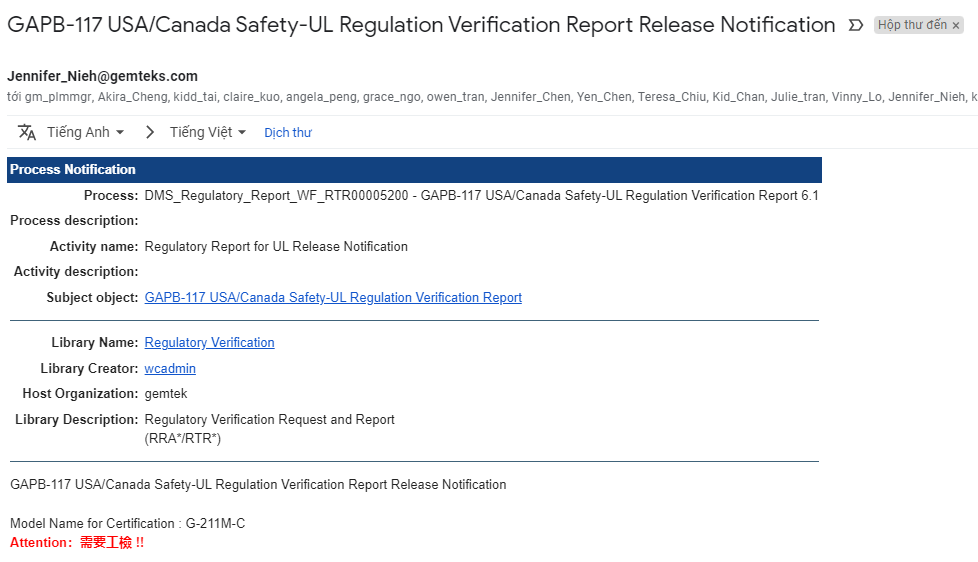 GAPB-117 USA/Canada Safety-UL Regulation Verification Report Release Notification Hộp thư đến ×
Jennifer_Nieh@gemteks.com
tới gm_plmmgr, Akira_Cheng, kidd_tai, claire_kuo, angela_peng, grace_ngo, owen_tran, Jennifer_Chen, Yen_Chen, Teresa_Chiu, Kid_Chan, Julie_tran, Vinny_Lo, Jennifer_Nieh, k
Tiếng Anh Tiếng Việt Dịch thư
Process Notification
Process: DMS_Regulatory_Report_WF_RTR00005200 - GAPB-117 USA/Canada Safety-UL Regulation Verification Report 6.1
Process description:
Activity name: Regulatory Report for UL Release Notification
Activity description:
Subject object: GAPB-117 USA/Canada Safety-UL Regulation Verification Report
Library Name: Regulatory Verification
Library Creator: wcadmin
Host Organization: gemtek
Library Description: Regulatory Verification Request and Report
(RRA*/RTR*)
GAPB-117 USA/Canada Safety-UL Regulation Verification Report Release Notification
Model Name for Certification : G-211M-C
Attention：需要工檢 !!